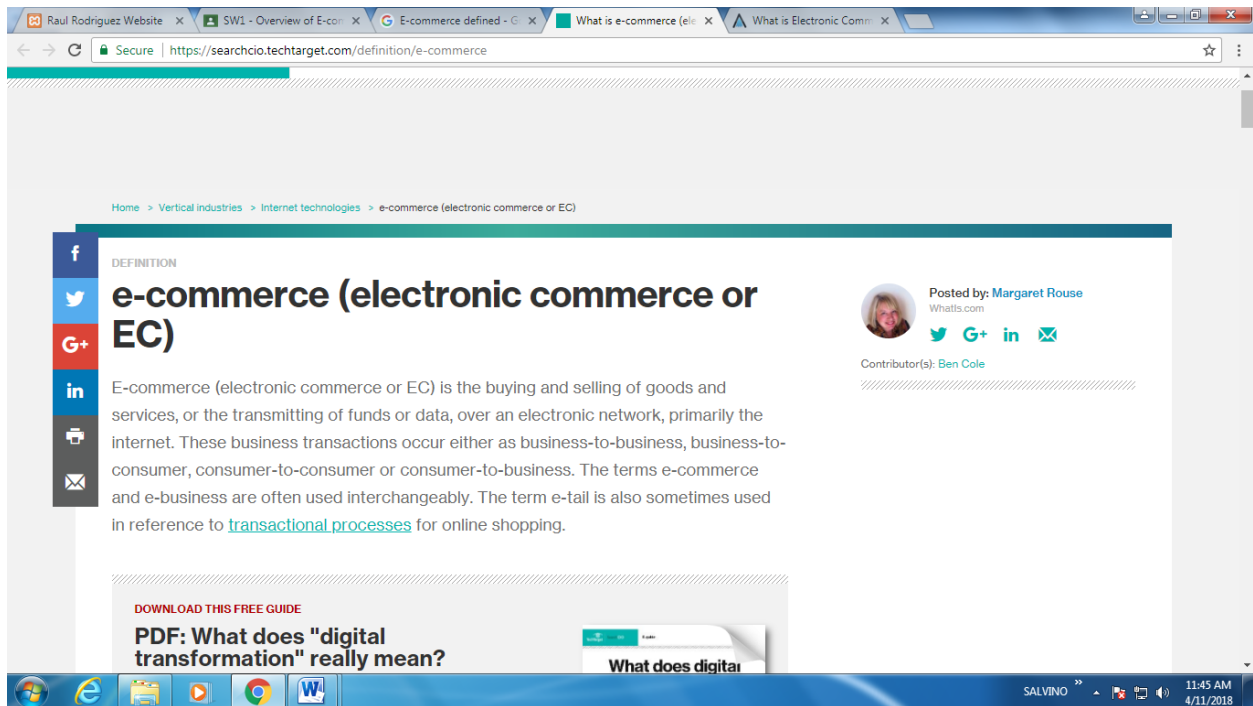 Raul Rodriguez Website
SW1 - Overview of E-con
E-commerce defined - G
What is e-commerce (ele
What is Electronic Comm
Secure | https://searchcio.techtarget.com/definition/e-commerce
Home > Vertical industries > Internet technologies > e-commerce (electronic commerce or EC)
DEFINITION
e-commerce (electronic commerce or
EC)
E-commerce (electronic commerce or EC) is the buying and selling of goods and
services, or the transmitting of funds or data, over an electronic network, primarily the
internet. These business transactions occur either as business-to-business, business-to-
consumer, consumer-to-consumer or consumer-to-business. The terms e-commerce
and e-business are often used interchangeably. The term e-tail is also sometimes used
in reference to transactional processes for online shopping.
Posted by: Margaret Rouse
WhatIs.com
Contributor(s): Ben Cole
DOWNLOAD THIS FREE GUIDE
PDF: What does "digital
transformation" really mean?
What does digital
SALVINO
11:45 AM
4/11/2018